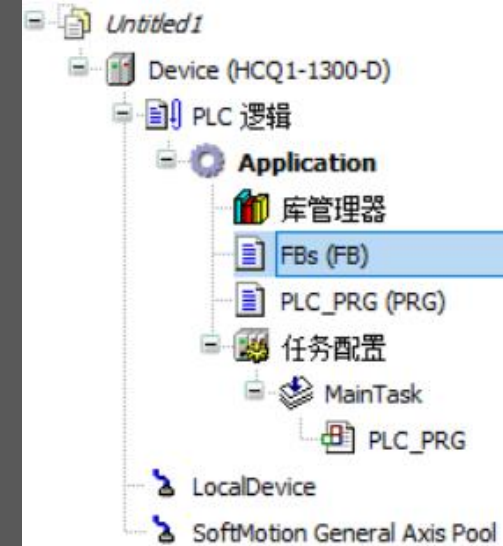 Untitled1
Device (HCQ1-1300-D)
PLC 逻辑
Application
库管理器
FBs (FB)
PLC_PRG (PRG)
任务配置
MainTask
PLC_PRG
LocalDevice
SoftMotion General Axis Pool